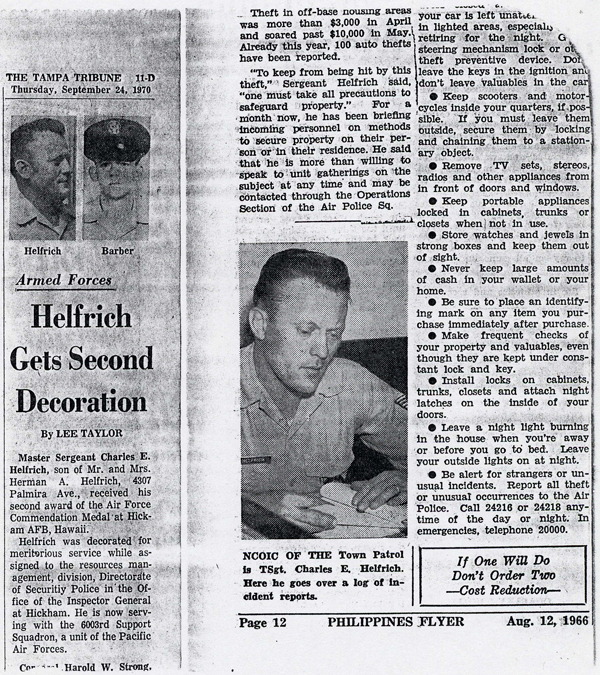 THE TAMPA TRIBUNE 11-D
Thursday, September 24, 1970
Helfrich Barber
Armed Forces
Helfrich
Gets Second
Decoration
By LEE TAYLOR
Master Sergeant Charles E.
Helfrich, son of Mr. and Mrs.
Herman A. Helfrich, 4307
Palmira Ave., received his
second award of the Air Force
Commendation Medal at Hick-
am AFB, Hawaii.
Helfrich was decorated for
meritorious service while as-
signed to the resources man-
agement, division, Directorate
of Securitiy Police in the Of-
fice of the Inspector General
at Hickham. He is now serv-
ing with the 6003rd Support
Squadron, a unit of the Pacific
Air Forces.
Harold W. Strong,
Theft in off-base housing areas
was more than $3,000 in April
and soared past $10,000 in May.
Already this year, 100 auto thefts
have been reported.
"To keep from being hit by this
theft," Sergeant Helfrich said,
"one must take all precautions to
safeguard property." For a
month now, he has been briefing
incoming personnel on methods
to secure property on their per-
son or in their residence. He said
that he is more than willing to
speak to unit gatherings on the
subject at any time and may be
contacted through the Operations
Section of the Air Police Sq.
NCOIC OF THE Town Patrol
is TSgt. Charles E. Helfrich.
Here he goes over a log of in-
cident reports.
your car is left
in lighted areas, especially
retiring for the night.
steering mechanism lock or
theft preventive device.
leave the keys in the ignition and
don't leave valuables in the car
● Keep scooters and motor-
cycles inside your quarters, if pos-
sible. If you must leave them
outside, secure them by locking
and chaining them to a station-
ary object.
● Remove TV sets, stereos,
radios and other appliances from
in front of doors and windows.
● Keep portable appliances
locked in cabinets, trunks or
closets when not in use.
● Store watches and jewels in
strong boxes and keep them out
of sight.
● Never keep large amounts
of cash in your wallet or your
home.
● Be sure to place an identify-
ing mark on any item you pur-
chase immediately after purchase.
● Make frequent checks of
your property and valuables, even
though they are kept under cons-
tant lock and key.
● Install locks on cabinets,
trunks, closets and attach night
latches on the inside of your
doors.
● Leave a night light burning
in the house when you're away
or before you go to bed. Leave
your outside lights on at night.
● Be alert for strangers or un-
usual incidents. Report all theft
or unusual occurrences to the Air
Police. Call 24216 or 24218 any-
time of the day or night. In
emergencies, telephone 20000.
If One Will Do
Don't Order Two
—Cost Reduction—
Page 12 PHILIPPINES FLYER Aug. 12, 1966